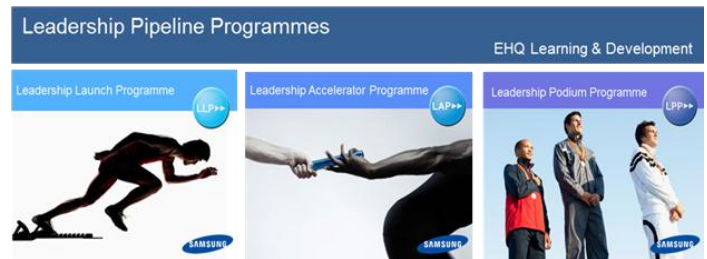 Leadership Pipeline Programmes
EHQ Learning & Development
Leadership Launch Programme
LLP
SAMSUNG
Leadership Accelerator Programme
LAP
SAMSUNG
Leadership Podium Programme
LPP
SAMSUNG